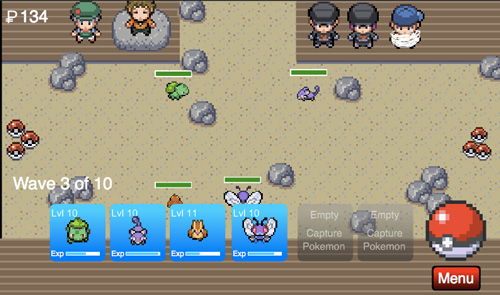 ₽134
Wave 3 of 10
Lvl 10
Lvl 10
Lvl 11
Lvl 10
Exp
Exp
Exp
Exp
Empty
Capture
Pokemon
Empty
Capture
Pokemon
Menu